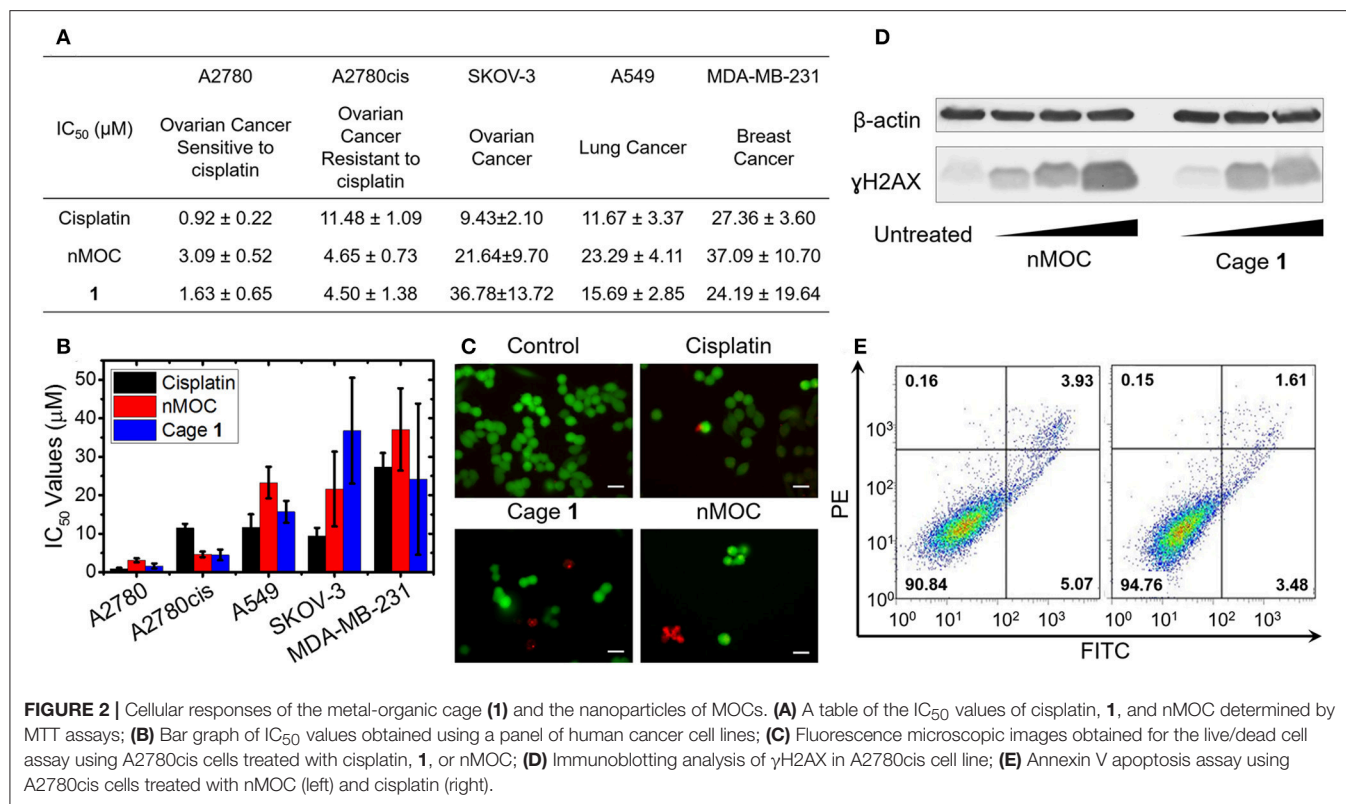 A
A2780 A2780cis SKOV-3 A549 MDA-MB-231
IC50 (µM)
Ovarian Cancer Sensitive to cisplatin
Ovarian Cancer Resistant to cisplatin
Ovarian Cancer
Lung Cancer
Breast Cancer
Cisplatin 0.92 ± 0.22 11.48 ± 1.09 9.43±2.10 11.67 ± 3.37 27.36 ± 3.60
nMOC 3.09 ± 0.52 4.65 ± 0.73 21.64±9.70 23.29 ± 4.11 37.09 ± 10.70
1 1.63 ± 0.65 4.50 ± 1.38 36.78±13.72 15.69 ± 2.85 24.19 ± 19.64
B
IC50 Values (µM)
50
40
30
20
10
0
Cisplatin
nMOC
Cage 1
A2780
A2780cis
A549
SKOV-3
MDA-MB-231
C
Control
Cisplatin
Cage 1
nMOC
D
β-actin
ɣH2AX
Untreated
nMOC
Cage 1
E
PE
10³
10²
10¹
10⁰
0.16 3.93
90.84 5.07
0.15 1.61
94.76 3.48
10⁰ 10¹ 10² 10³
10⁰ 10¹ 10² 10³
FITC
FIGURE 2 | Cellular responses of the metal-organic cage (1) and the nanoparticles of MOCs. (A) A table of the IC50 values of cisplatin, 1, and nMOC determined by
MTT assays; (B) Bar graph of IC50 values obtained using a panel of human cancer cell lines; (C) Fluorescence microscopic images obtained for the live/dead cell
assay using A2780cis cells treated with cisplatin, 1, or nMOC; (D) Immunoblotting analysis of γH2AX in A2780cis cell line; (E) Annexin V apoptosis assay using
A2780cis cells treated with nMOC (left) and cisplatin (right).